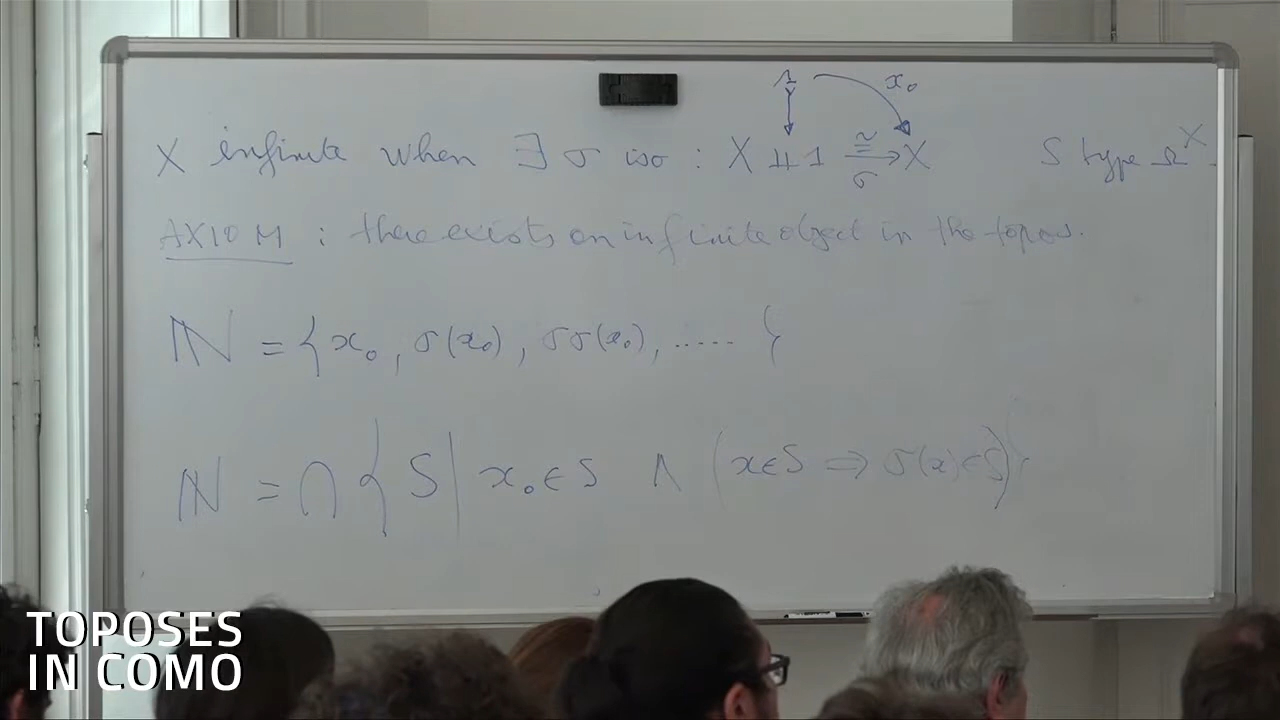 x₀
X infinite when ∃ σ iso : X ⨿ 1 ≅→ X S type Ω^X
σ
AXIOM : there exists an infinite object in the topos.
ℕ = { x₀ , σ(x₀) , σσ(x₀) , ..... }
ℕ = ∩ { S | x₀ ∈ S ∧ (x ∈ S ⇒ σ(x) ∈ S) }
TOPOSES
IN COMO